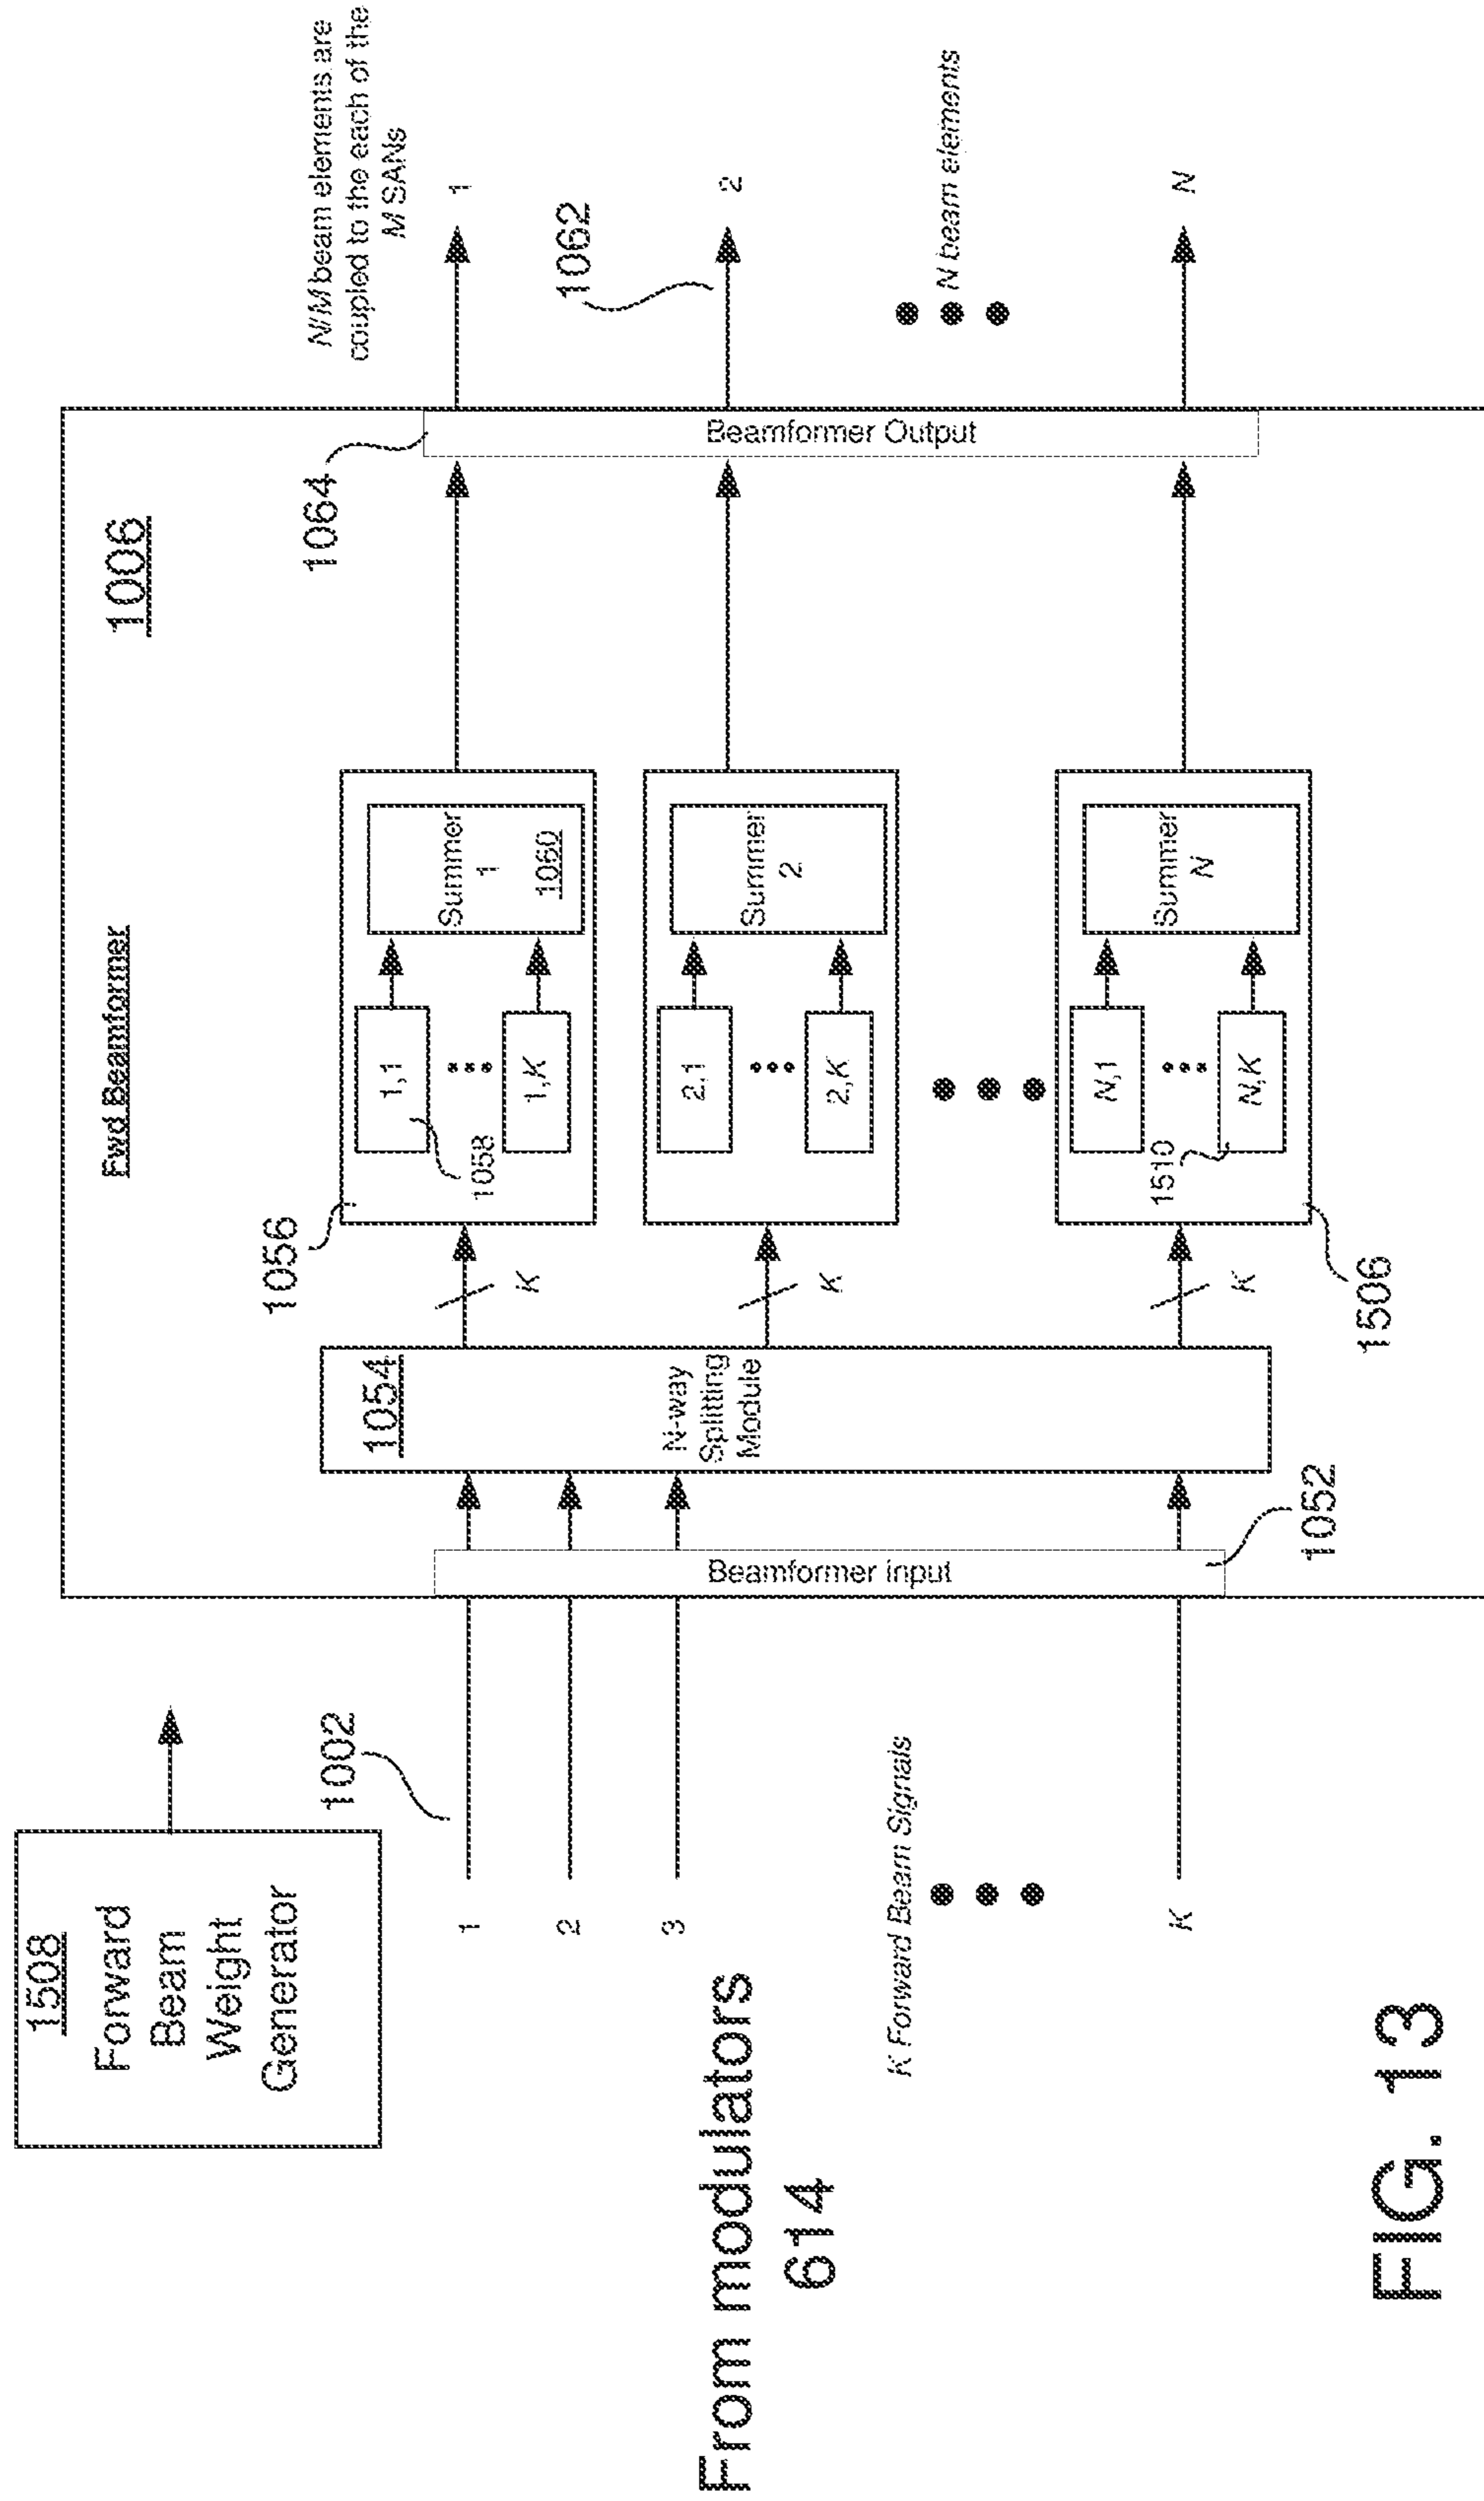 1508
Forward
Beam
Weight
Generator
From modulators
614
1
2
3
K Forward Beam Signals
K
1002
Fwd Beamformer
1006
Beamformer input
1052
1054
N-way
Splitting
Module
K
K
K
1056
1,1
1058
1,K
Summer
1
1060
2,1
2,K
Summer
2
N,1
1510
N,K
Summer
N
1506
1064
Beamformer Output
N/M beam elements are
coupled to the each of the
M SANs
1
1062
2
N beam elements
N
FIG. 13